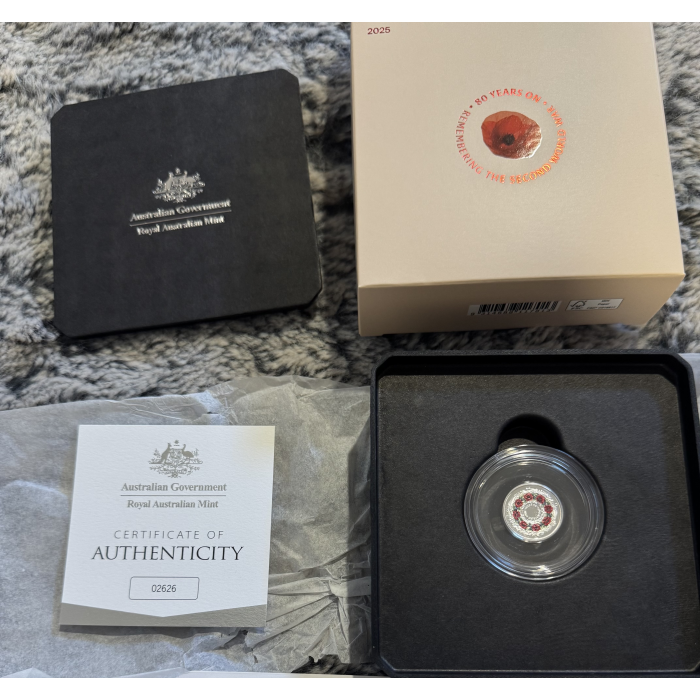 2025
• 80 YEARS ON •
REMEMBERING THE SECOND WORLD WAR
Australian Government
Royal Australian Mint
Australian Government
Royal Australian Mint
CERTIFICATE OF
AUTHENTICITY
02626